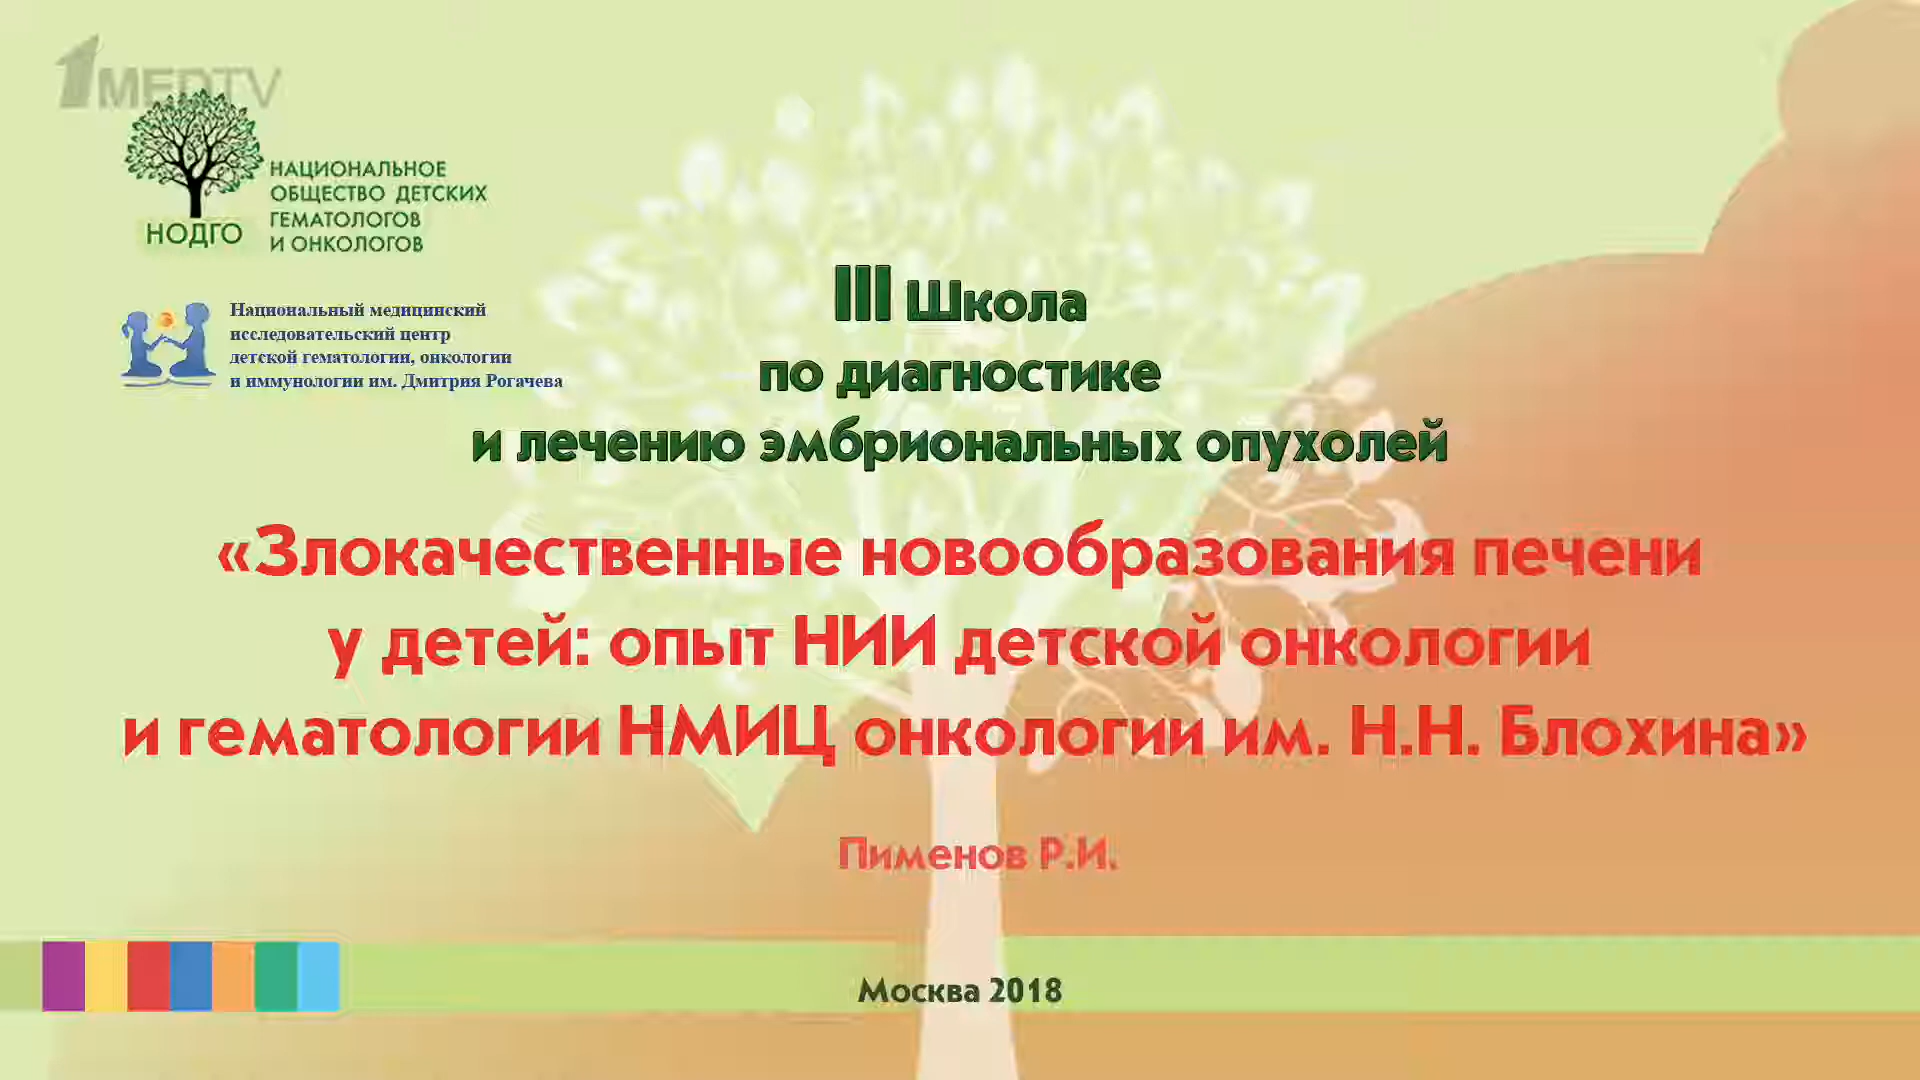 1MEDTV
НАЦИОНАЛЬНОЕ
ОБЩЕСТВО ДЕТСКИХ
ГЕМАТОЛОГОВ
И ОНКОЛОГОВ
НОДГО
Национальный медицинский
исследовательский центр
детской гематологии, онкологии
и иммунологии им. Дмитрия Рогачева
III Школа
по диагностике
и лечению эмбриональных опухолей
«Злокачественные новообразования печени
у детей: опыт НИИ детской онкологии
и гематологии НМИЦ онкологии им. Н.Н. Блохина»
Пименов Р.И.
Москва 2018